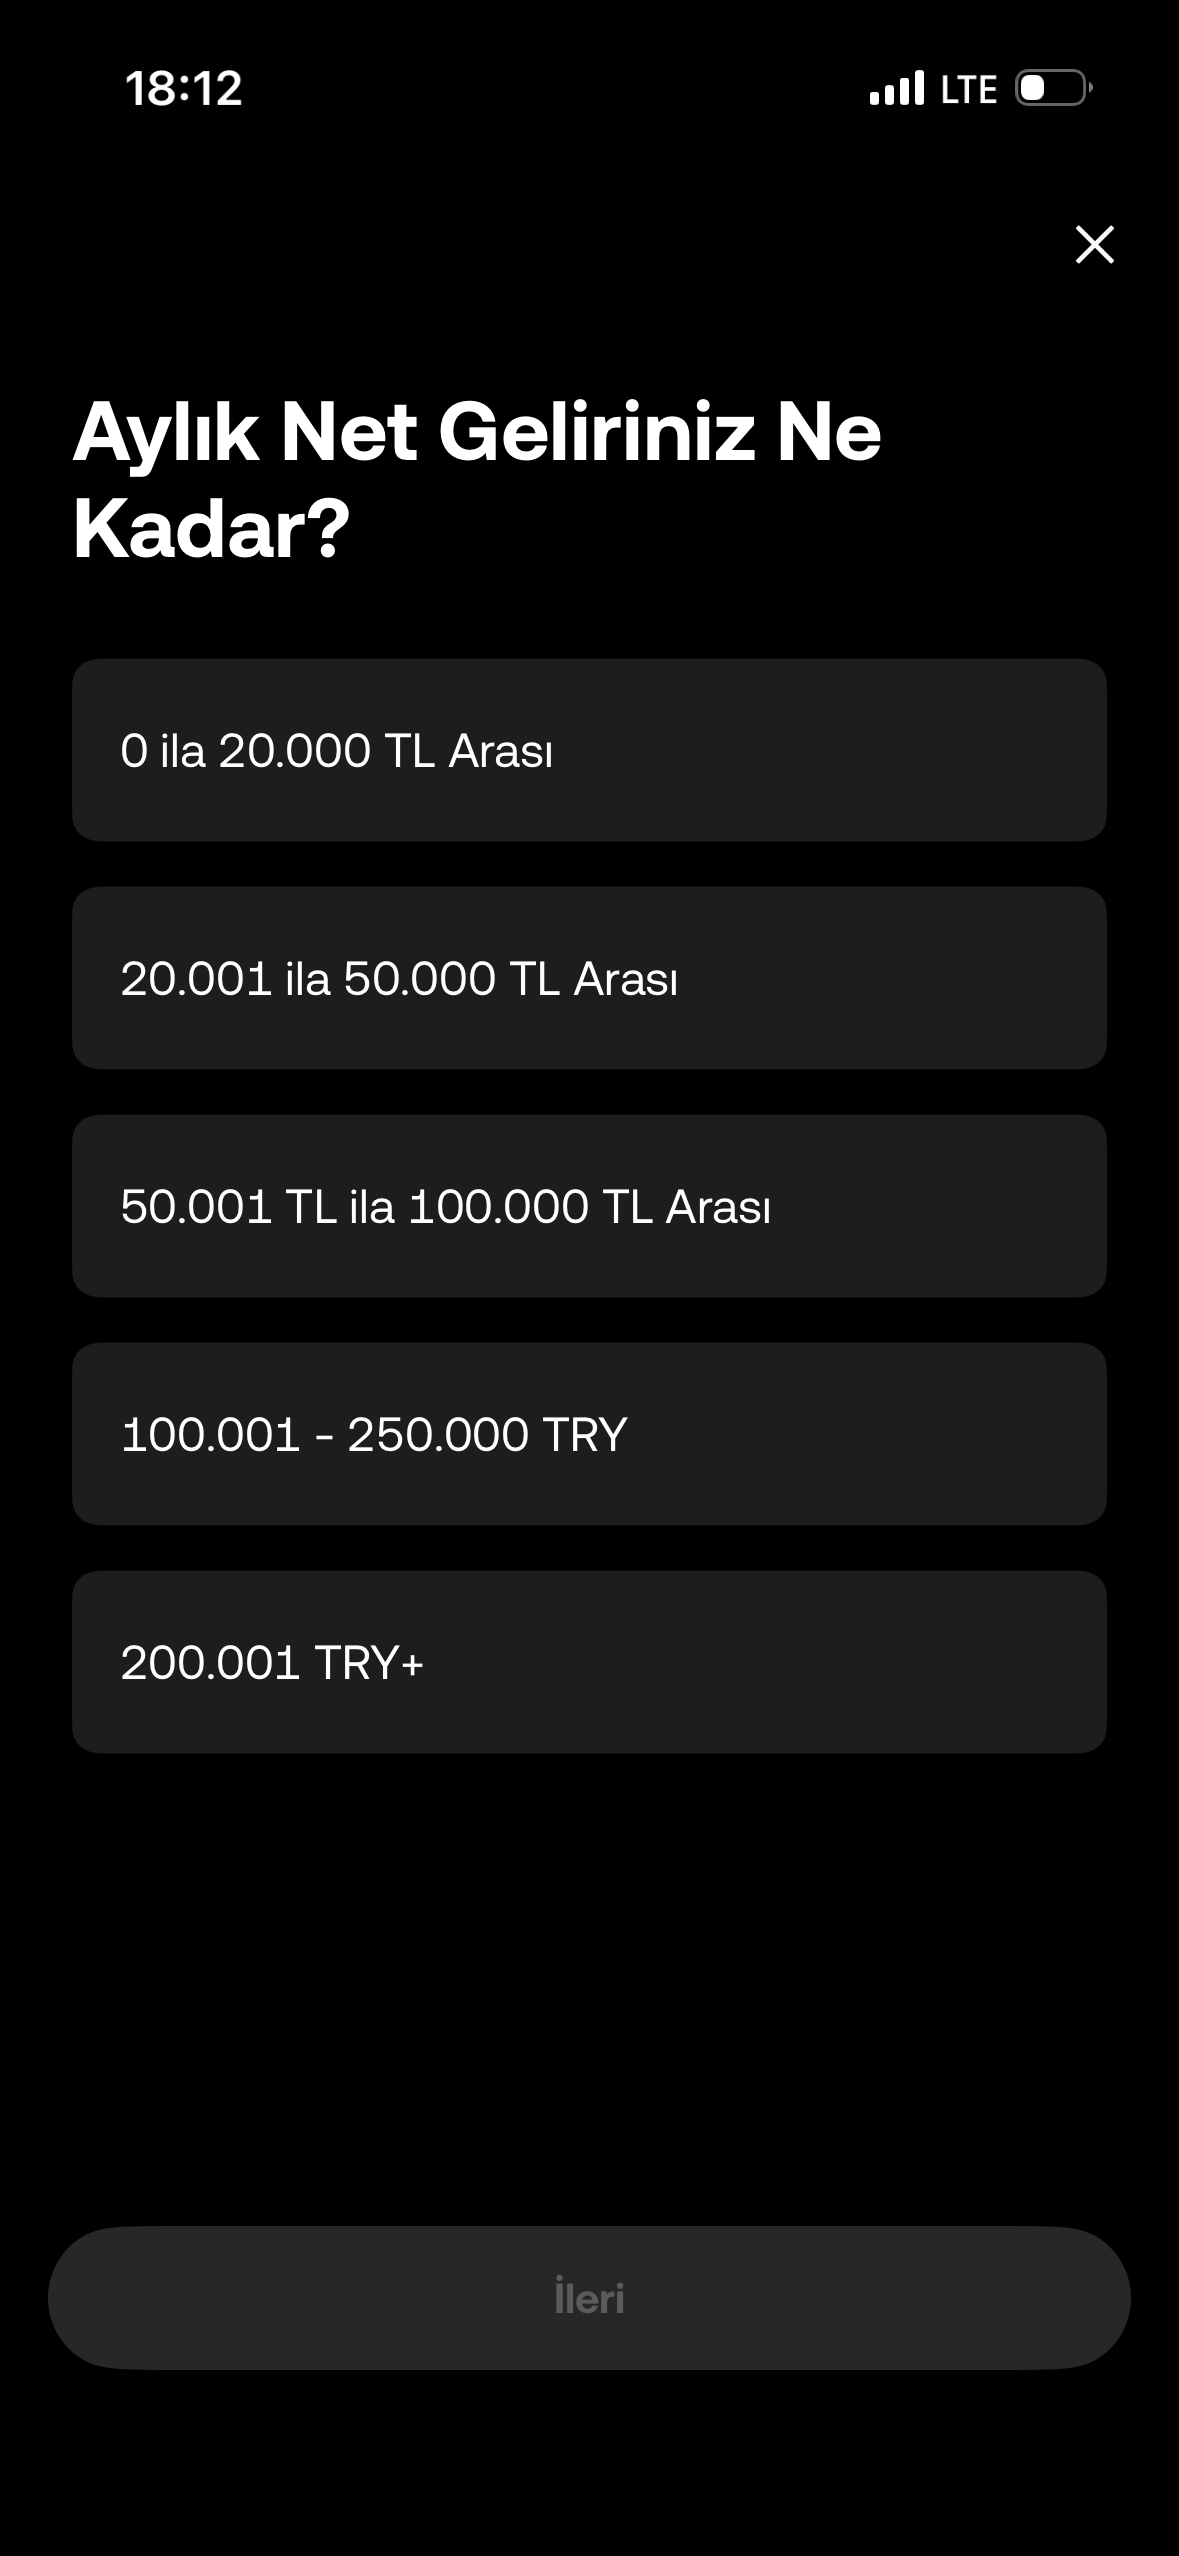 18:12 LTE
Aylık Net Geliriniz Ne
Kadar?
0 ila 20.000 TL Arası
20.001 ila 50.000 TL Arası
50.001 TL ila 100.000 TL Arası
100.001 - 250.000 TRY
200.001 TRY+
İleri